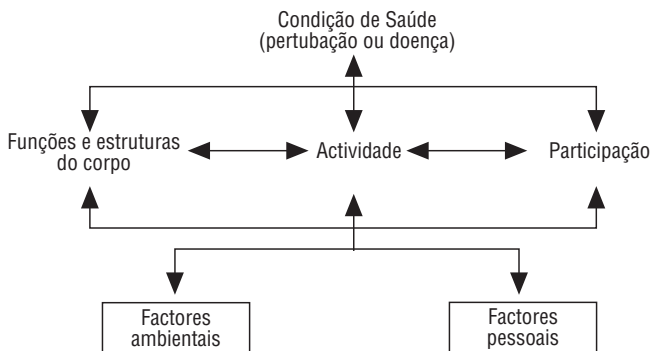 Condição de Saúde
(pertubação ou doença)
Funções e estruturas
do corpo
Actividade
Participação
Factores
ambientais
Factores
pessoais